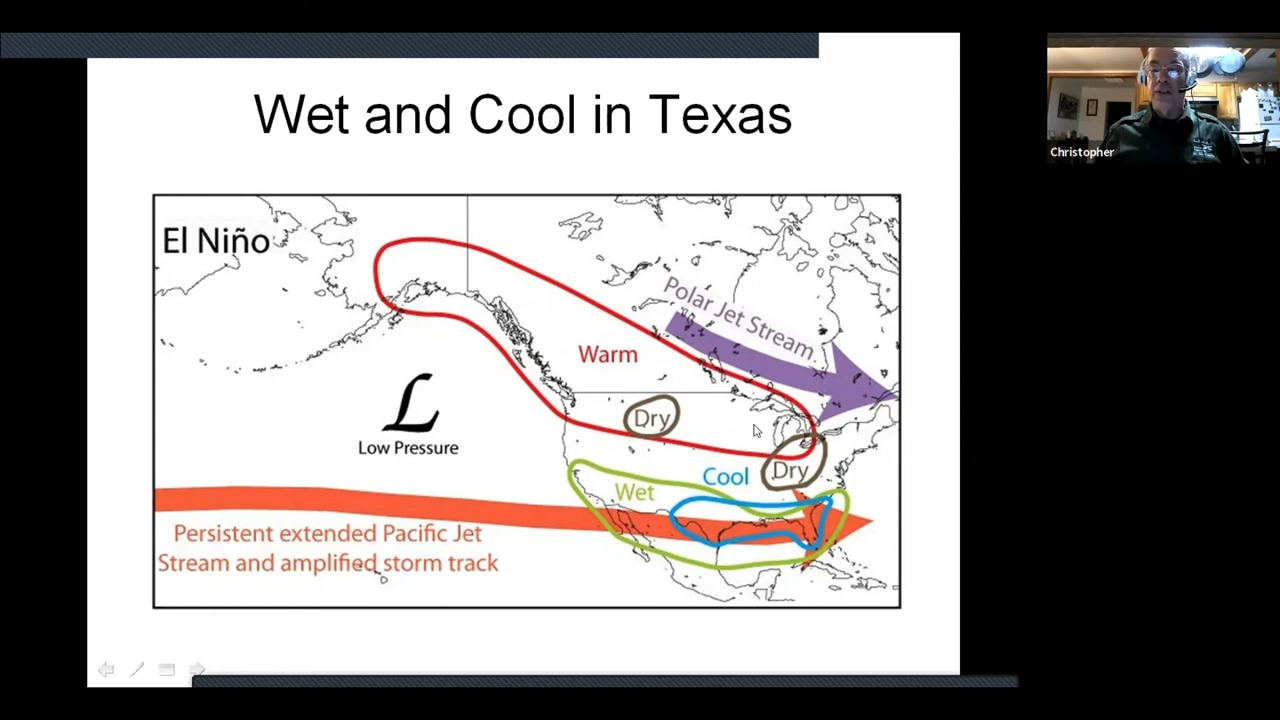 Wet and Cool in Texas
Christopher
El Niño
Polar Jet Stream
Warm
Dry
L
Low Pressure
Dry
Cool
Wet
Persistent extended Pacific Jet
Stream and amplified storm track